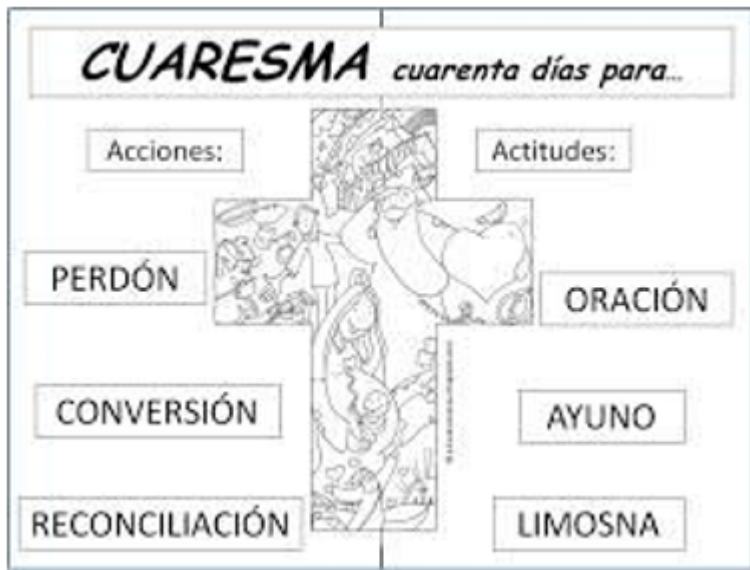 CUARESMA cuarenta días para...
Acciones:
Actitudes:
PERDÓN
ORACIÓN
CONVERSIÓN
AYUNO
RECONCILIACIÓN
LIMOSNA